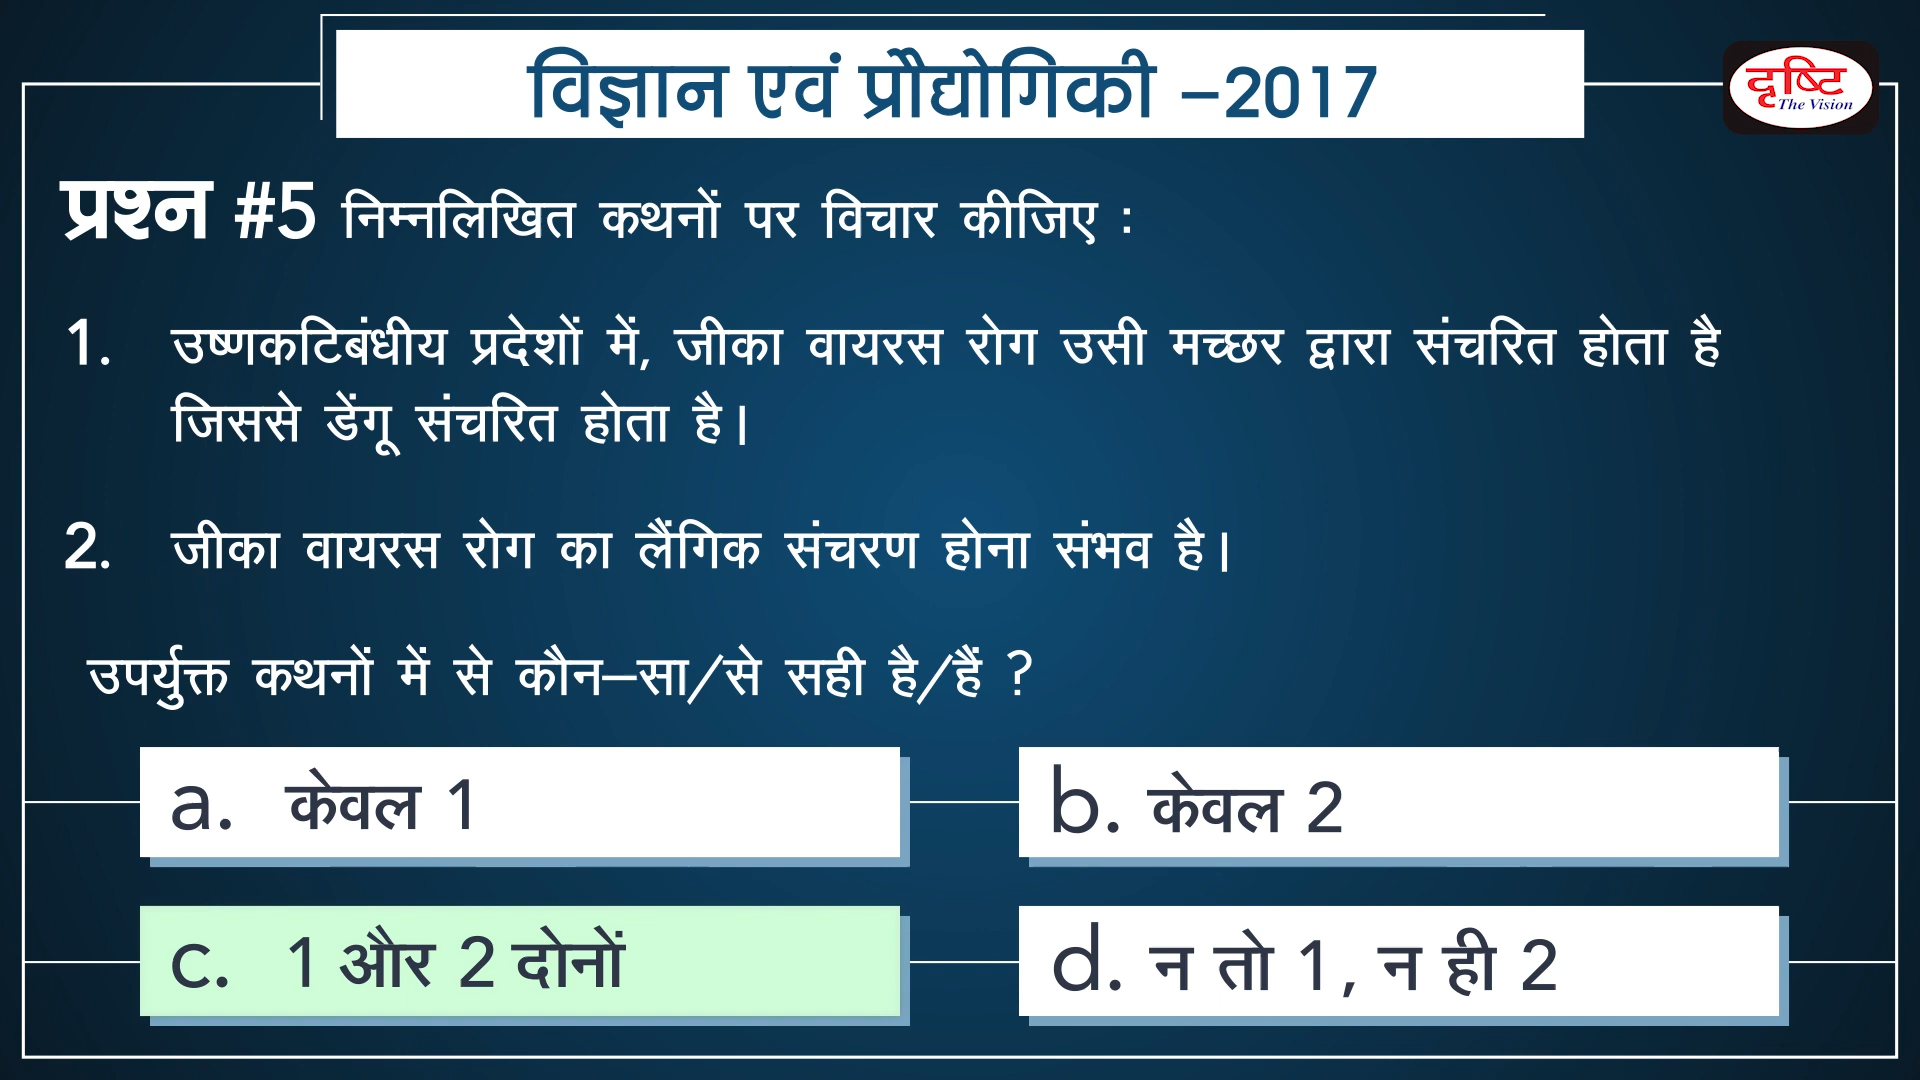 विज्ञान एवं प्रौद्योगिकी –2017
दृष्टि
The Vision
प्रश्न #5 निम्नलिखित कथनों पर विचार कीजिए :
1. उष्णकटिबंधीय प्रदेशों में, जीका वायरस रोग उसी मच्छर द्वारा संचरित होता है
जिससे डेंगू संचरित होता है।
2. जीका वायरस रोग का लैंगिक संचरण होना संभव है।
उपर्युक्त कथनों में से कौन–सा/से सही है/हैं ?
a. केवल 1
b. केवल 2
c. 1 और 2 दोनों
d. न तो 1, न ही 2